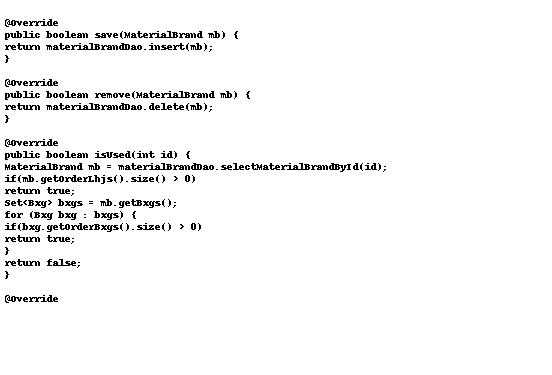 @Override
public boolean save(MaterialBrand mb) {
return materialBrandDao.insert(mb);
}
@Override
public boolean remove(MaterialBrand mb) {
return materialBrandDao.delete(mb);
}
@Override
public boolean isUsed(int id) {
MaterialBrand mb = materialBrandDao.selectMaterialBrandById(id);
if(mb.getOrderLhjs().size() > 0)
return true;
Set<Bxg> bxgs = mb.getBxgs();
for (Bxg bxg : bxgs) {
if(bxg.getOrderBxgs().size() > 0)
return true;
}
return false;
}
@Override